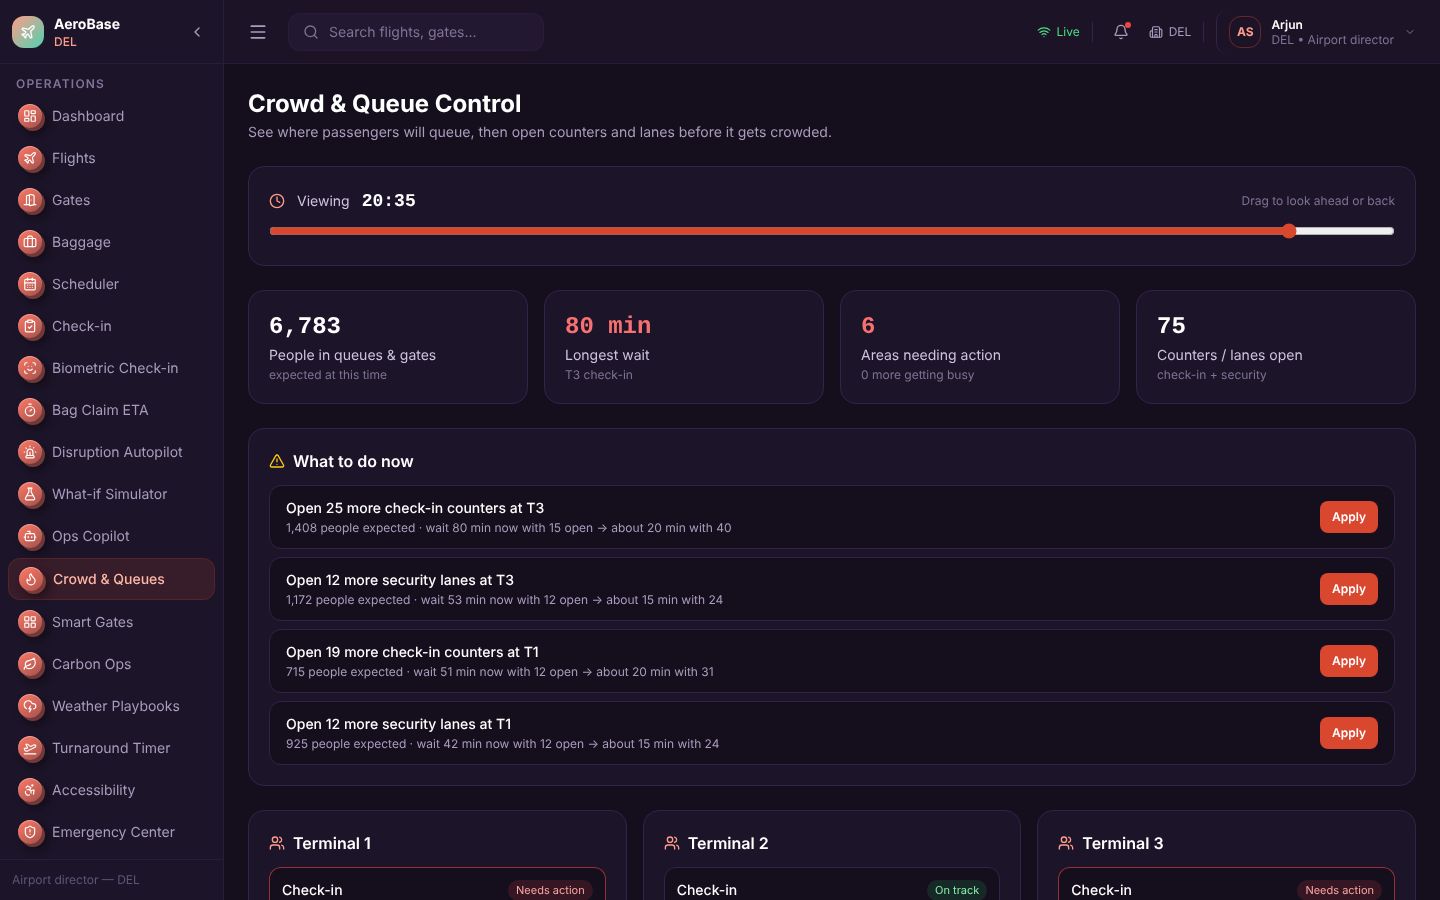 AeroBase
DEL
OPERATIONS
Dashboard
Flights
Gates
Baggage
Scheduler
Check-in
Biometric Check-in
Bag Claim ETA
Disruption Autopilot
What-if Simulator
Ops Copilot
Crowd & Queues
Smart Gates
Carbon Ops
Weather Playbooks
Turnaround Timer
Accessibility
Emergency Center
Airport director — DEL
Search flights, gates...
Live
DEL
AS
Arjun
DEL • Airport director
Crowd & Queue Control
See where passengers will queue, then open counters and lanes before it gets crowded.
Viewing 20:35
Drag to look ahead or back
6,783
People in queues & gates
expected at this time
80 min
Longest wait
T3 check-in
6
Areas needing action
0 more getting busy
75
Counters / lanes open
check-in + security
What to do now
Open 25 more check-in counters at T3
1,408 people expected · wait 80 min now with 15 open → about 20 min with 40
Apply
Open 12 more security lanes at T3
1,172 people expected · wait 53 min now with 12 open → about 15 min with 24
Apply
Open 19 more check-in counters at T1
715 people expected · wait 51 min now with 12 open → about 20 min with 31
Apply
Open 12 more security lanes at T1
925 people expected · wait 42 min now with 12 open → about 15 min with 24
Apply
Terminal 1
Check-in
Needs action
Terminal 2
Check-in
On track
Terminal 3
Check-in
Needs action